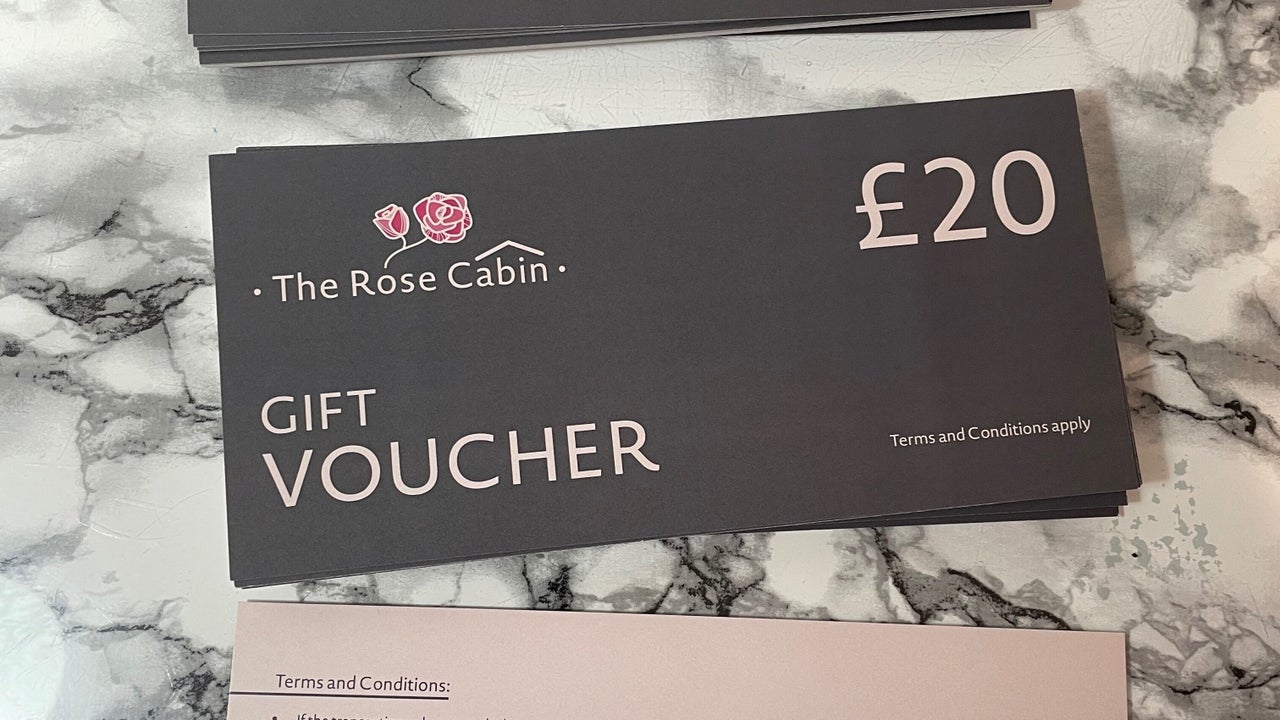 £20
· The Rose Cabin ·
GIFT
VOUCHER
Terms and Conditions apply
Terms and Conditions: